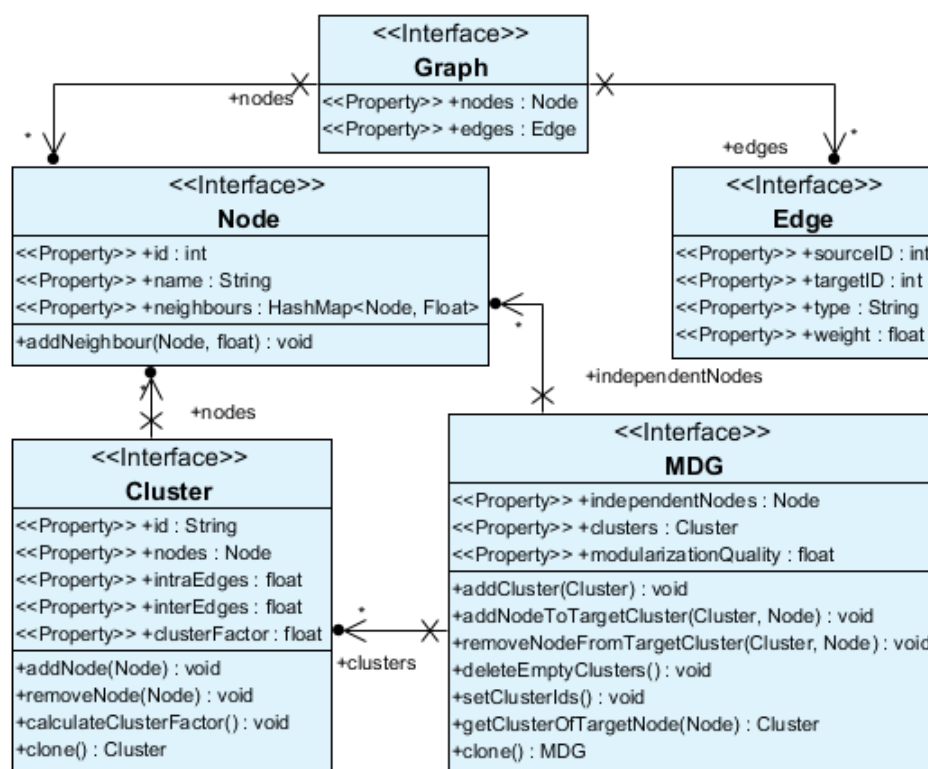 <<Interface>>
Graph
<<Property>> +nodes : Node
<<Property>> +edges : Edge
+nodes
*
+edges
*
<<Interface>>
Node
<<Property>> +id : int
<<Property>> +name : String
<<Property>> +neighbours : HashMap<Node, Float>
+addNeighbour(Node, float) : void
<<Interface>>
Edge
<<Property>> +sourceID : int
<<Property>> +targetID : int
<<Property>> +type : String
<<Property>> +weight : float
*
+independentNodes
*
+nodes
<<Interface>>
Cluster
<<Property>> +id : String
<<Property>> +nodes : Node
<<Property>> +intraEdges : float
<<Property>> +interEdges : float
<<Property>> +clusterFactor : float
+addNode(Node) : void
+removeNode(Node) : void
+calculateClusterFactor() : void
+clone() : Cluster
*
+clusters
<<Interface>>
MDG
<<Property>> +independentNodes : Node
<<Property>> +clusters : Cluster
<<Property>> +modularizationQuality : float
+addCluster(Cluster) : void
+addNodeToTargetCluster(Cluster, Node) : void
+removeNodeFromTargetCluster(Cluster, Node) : void
+deleteEmptyClusters() : void
+setClusterIds() : void
+getClusterOfTargetNode(Node) : Cluster
+clone() : MDG